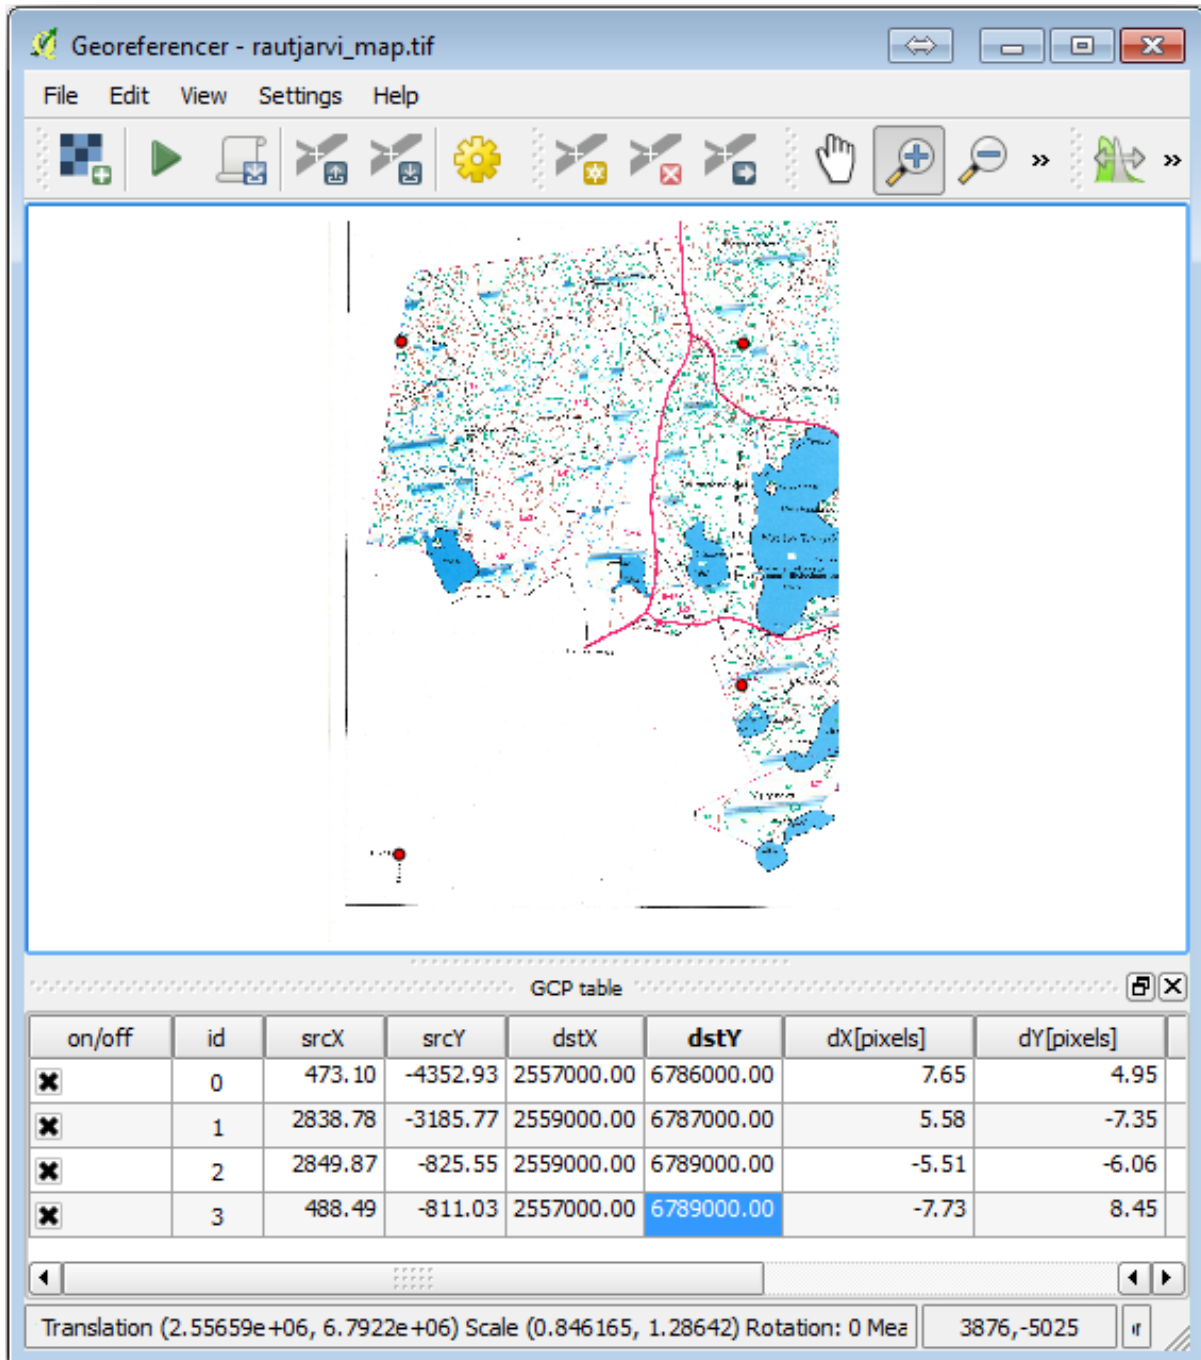 Georeferencer - rautjarvi_map.tif
File Edit View Settings Help
» »
GCP table
on/off id srcX srcY dstX dstY dX[pixels] dY[pixels]
0 473.10 -4352.93 2557000.00 6786000.00 7.65 4.95
1 2838.78 -3185.77 2559000.00 6787000.00 5.58 -7.35
2 2849.87 -825.55 2559000.00 6789000.00 -5.51 -6.06
3 488.49 -811.03 2557000.00 6789000.00 -7.73 8.45
Translation (2.55659e+06, 6.7922e+06) Scale (0.846165, 1.28642) Rotation: 0 Mea 3876,-5025